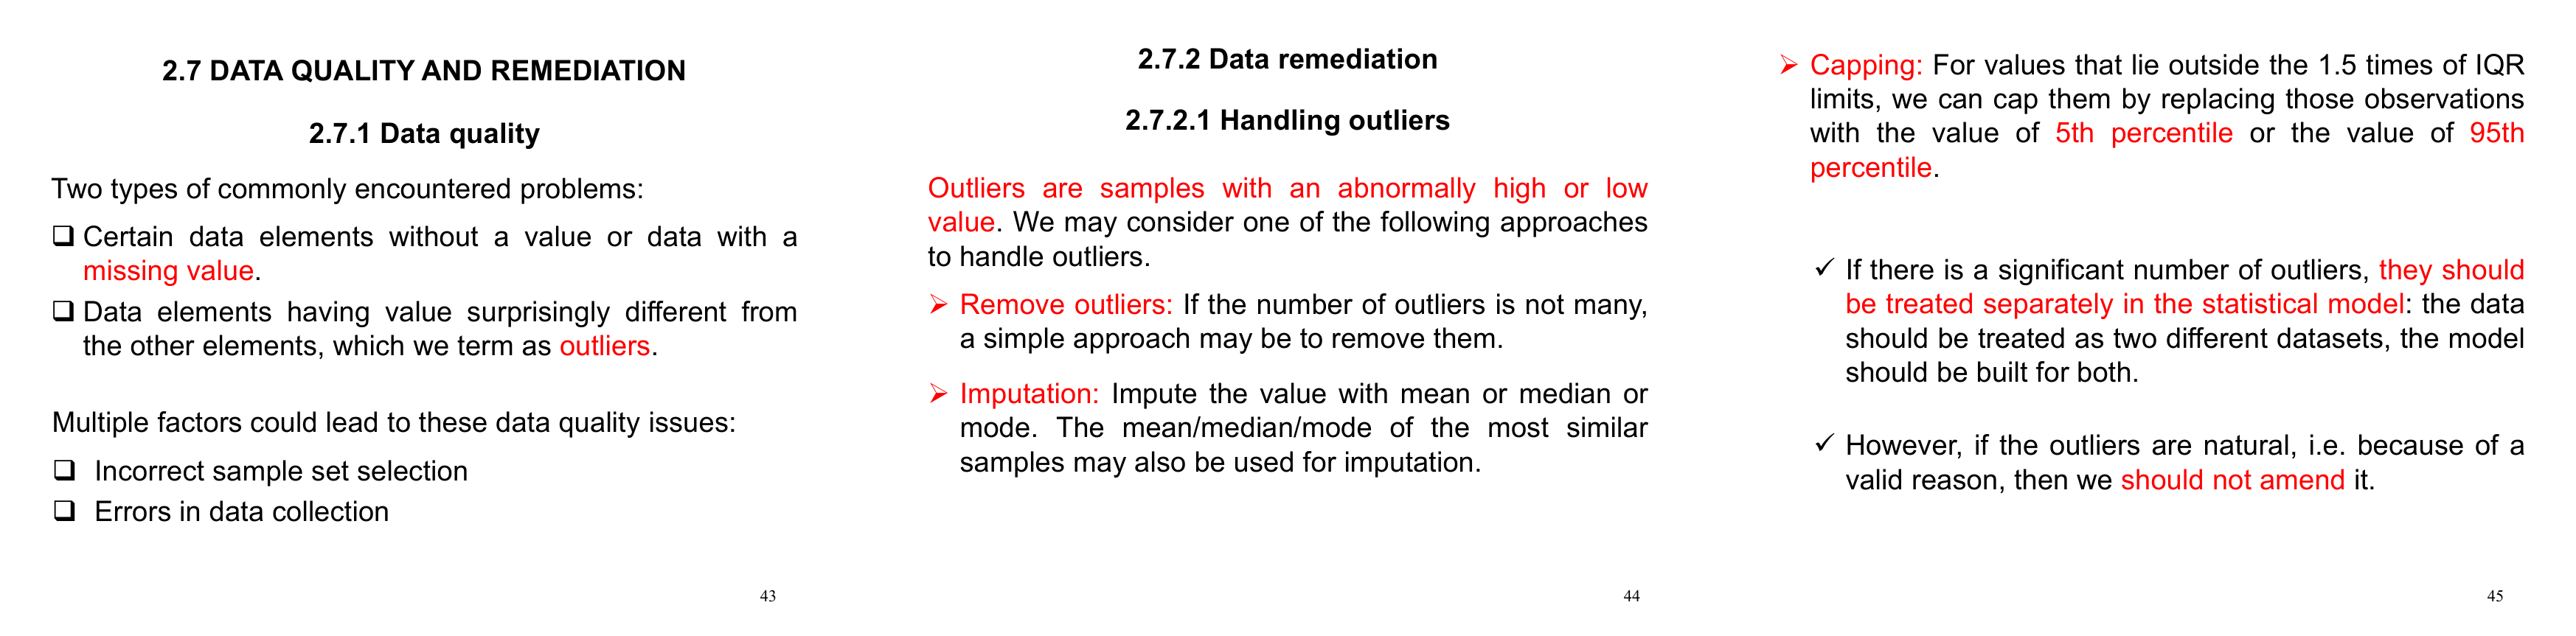 2.7 DATA QUALITY AND REMEDIATION
2.7.1 Data quality
Two types of commonly encountered problems:
❑ Certain data elements without a value or data with a
missing value.
❑ Data elements having value surprisingly different from
the other elements, which we term as outliers.
Multiple factors could lead to these data quality issues:
❑ Incorrect sample set selection
❑ Errors in data collection
43
2.7.2 Data remediation
2.7.2.1 Handling outliers
Outliers are samples with an abnormally high or low
value. We may consider one of the following approaches
to handle outliers.
➢ Remove outliers: If the number of outliers is not many,
a simple approach may be to remove them.
➢ Imputation: Impute the value with mean or median or
mode. The mean/median/mode of the most similar
samples may also be used for imputation.
44
➢ Capping: For values that lie outside the 1.5 times of IQR
limits, we can cap them by replacing those observations
with the value of 5th percentile or the value of 95th
percentile.
✓ If there is a significant number of outliers, they should
be treated separately in the statistical model: the data
should be treated as two different datasets, the model
should be built for both.
✓ However, if the outliers are natural, i.e. because of a
valid reason, then we should not amend it.
45